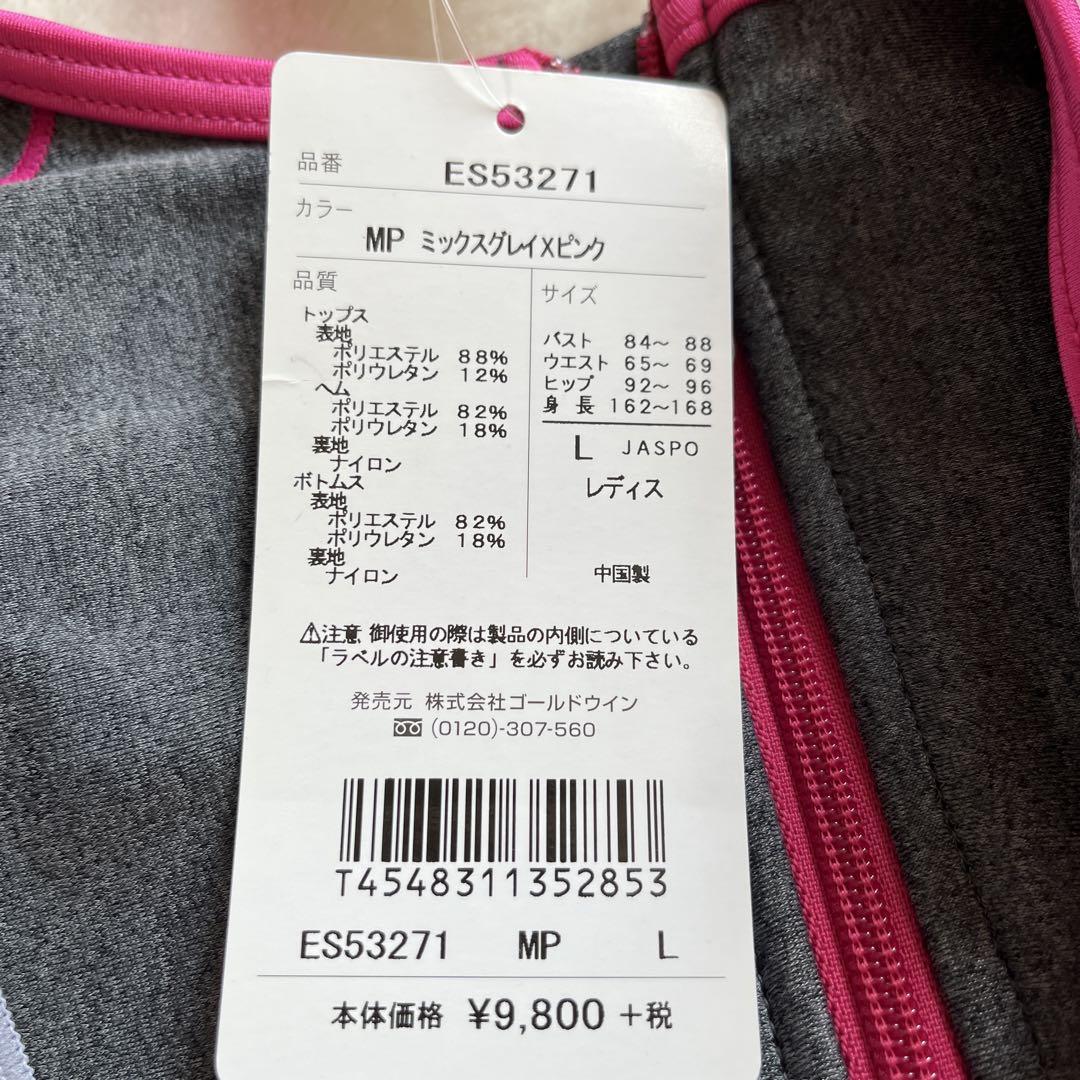 品番 ES53271
カラー
MP ミックスグレイXピンク
品質
トップス
表地
ポリエステル 88%
ポリウレタン 12%
ヘム
ポリエステル 82%
ポリウレタン 18%
裏地
ナイロン
ボトムス
表地
ポリエステル 82%
ポリウレタン 18%
裏地
ナイロン
サイズ
バスト 84〜 88
ウエスト 65〜 69
ヒップ 92〜 96
身 長 162〜168
L JASPO
レディス
中国製
⚠注意 御使用の際は製品の内側についている
「ラベルの注意書き」を必ずお読み下さい。
発売元 株式会社ゴールドウイン
(0120)-307-560
T4548311352853
ES53271 MP L
本体価格 ¥9,800 +税